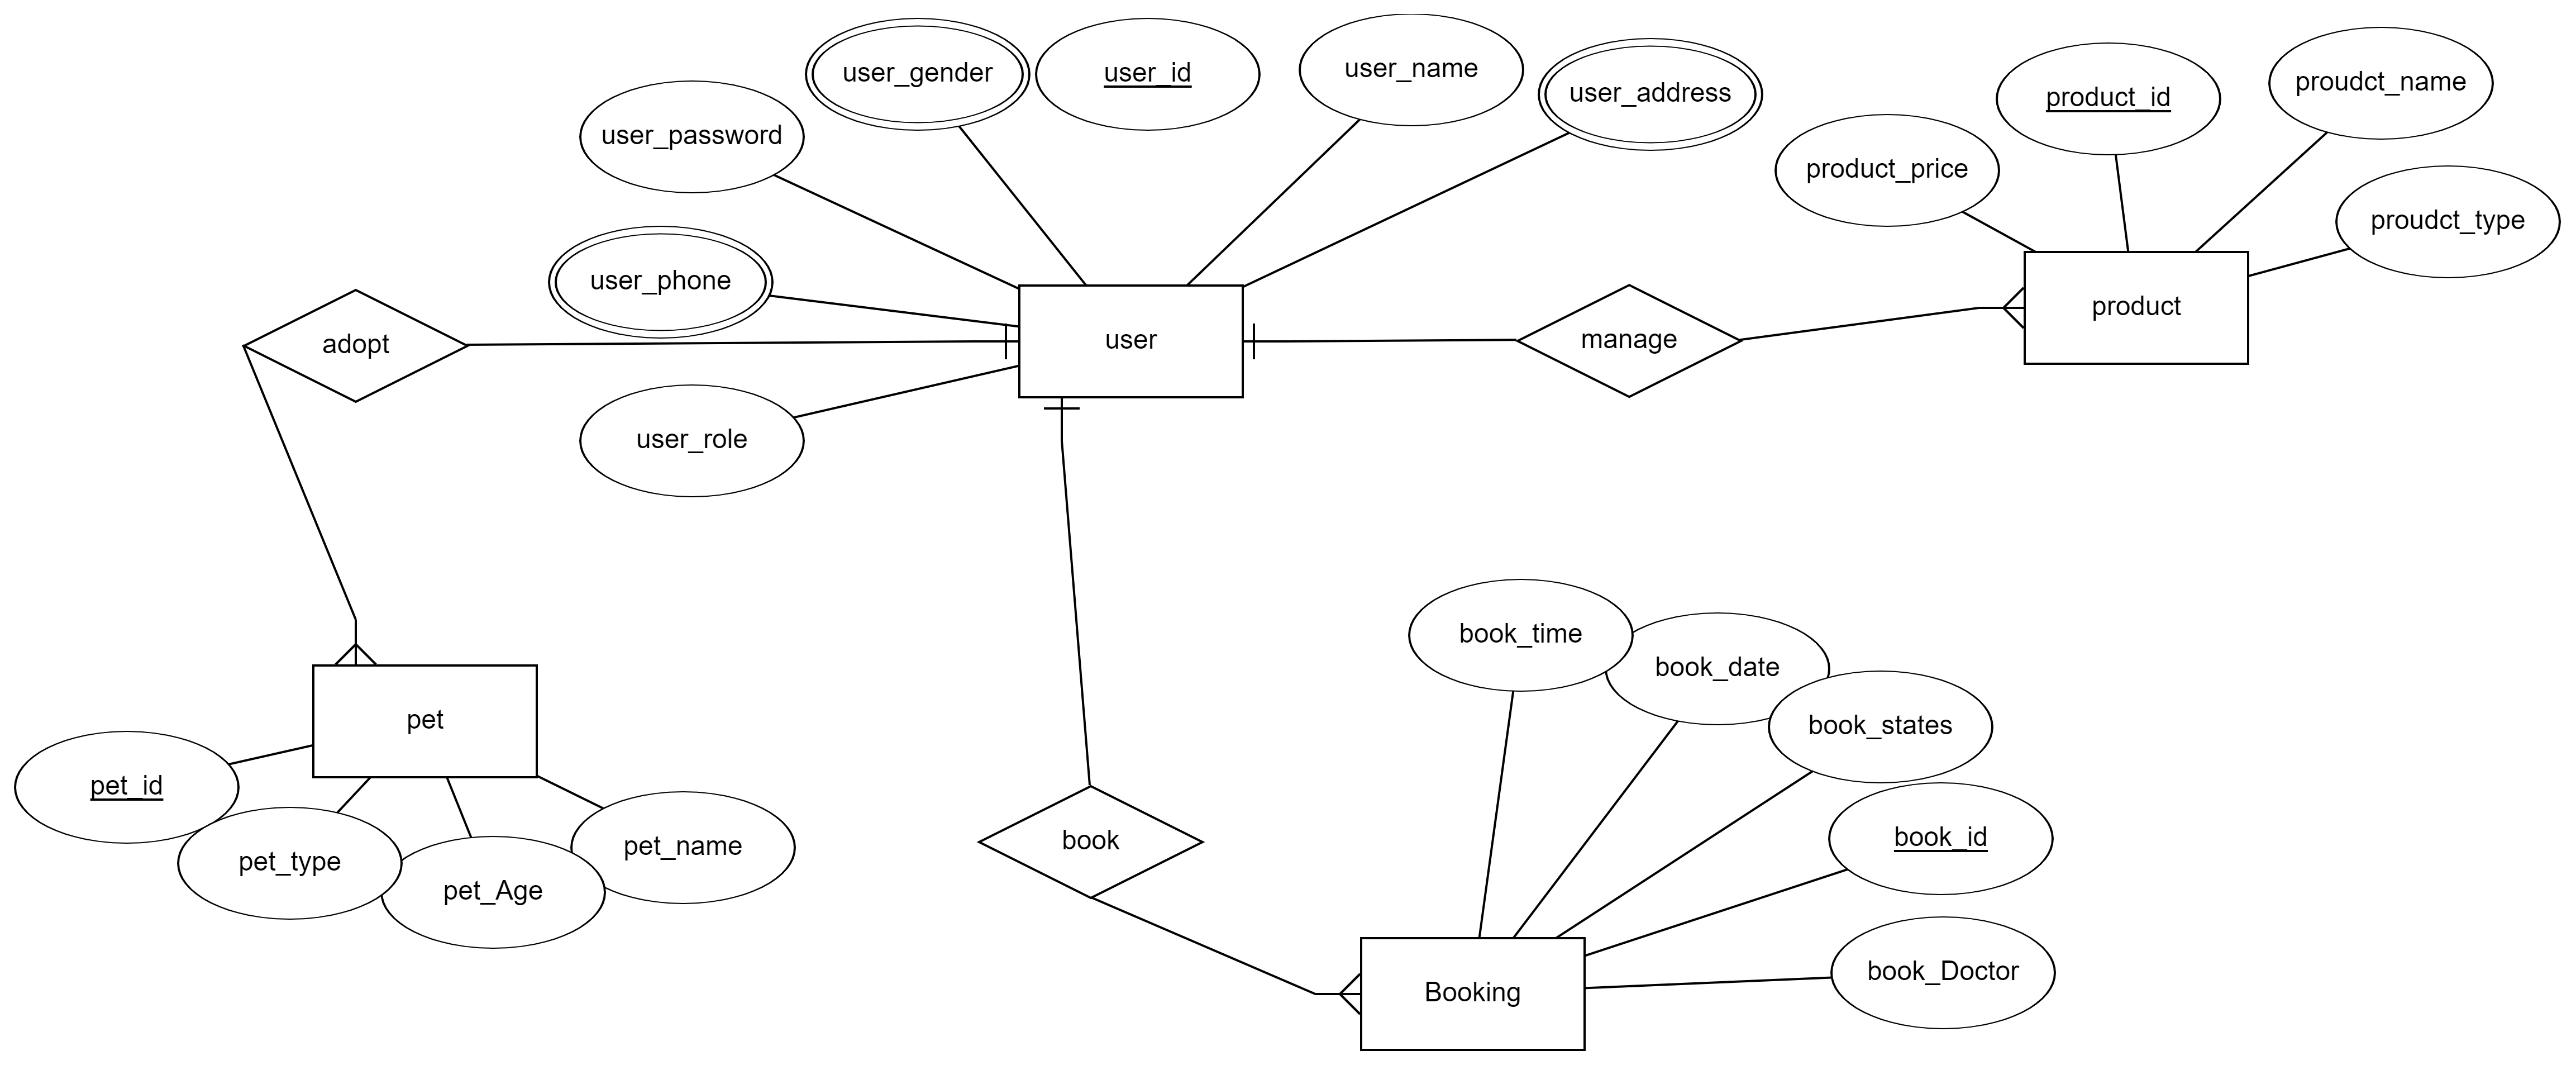 user_gender
user_id
user_name
user_address
user_password
user_phone
user_role
user
adopt
manage
product_price
product_id
proudct_name
proudct_type
product
pet
pet_id
pet_type
pet_Age
pet_name
book
book_time
book_date
book_states
book_id
book_Doctor
Booking